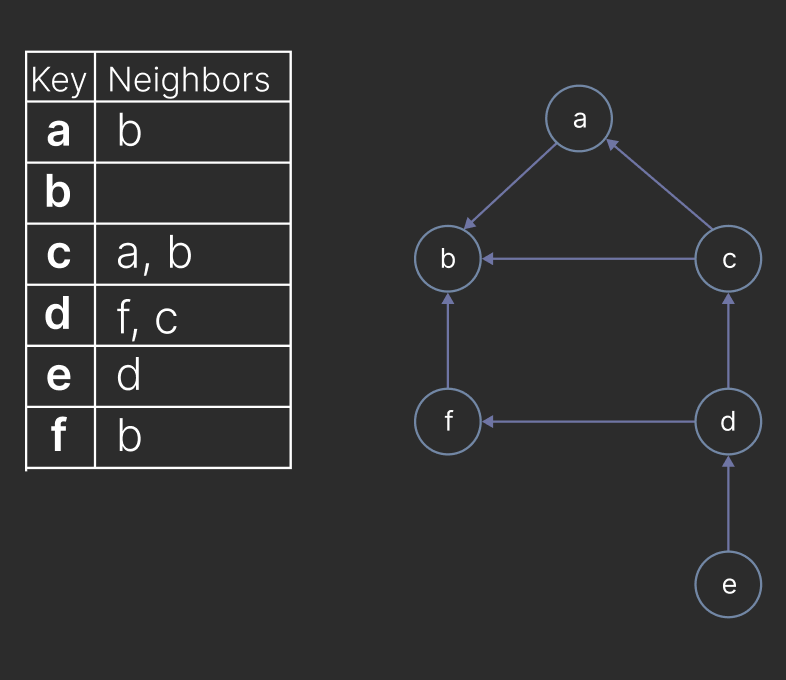 Key Neighbors
a b
b
c a, b
d f, c
e d
f b
a
b c
f d
e